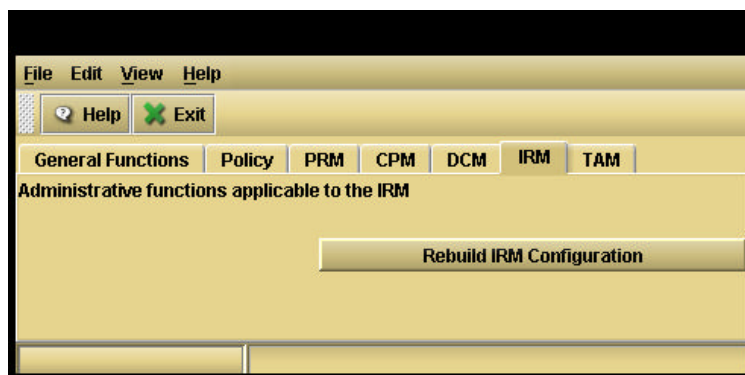 File Edit View Help
Help Exit
General Functions Policy PRM CPM DCM IRM TAM
Administrative functions applicable to the IRM
Rebuild IRM Configuration